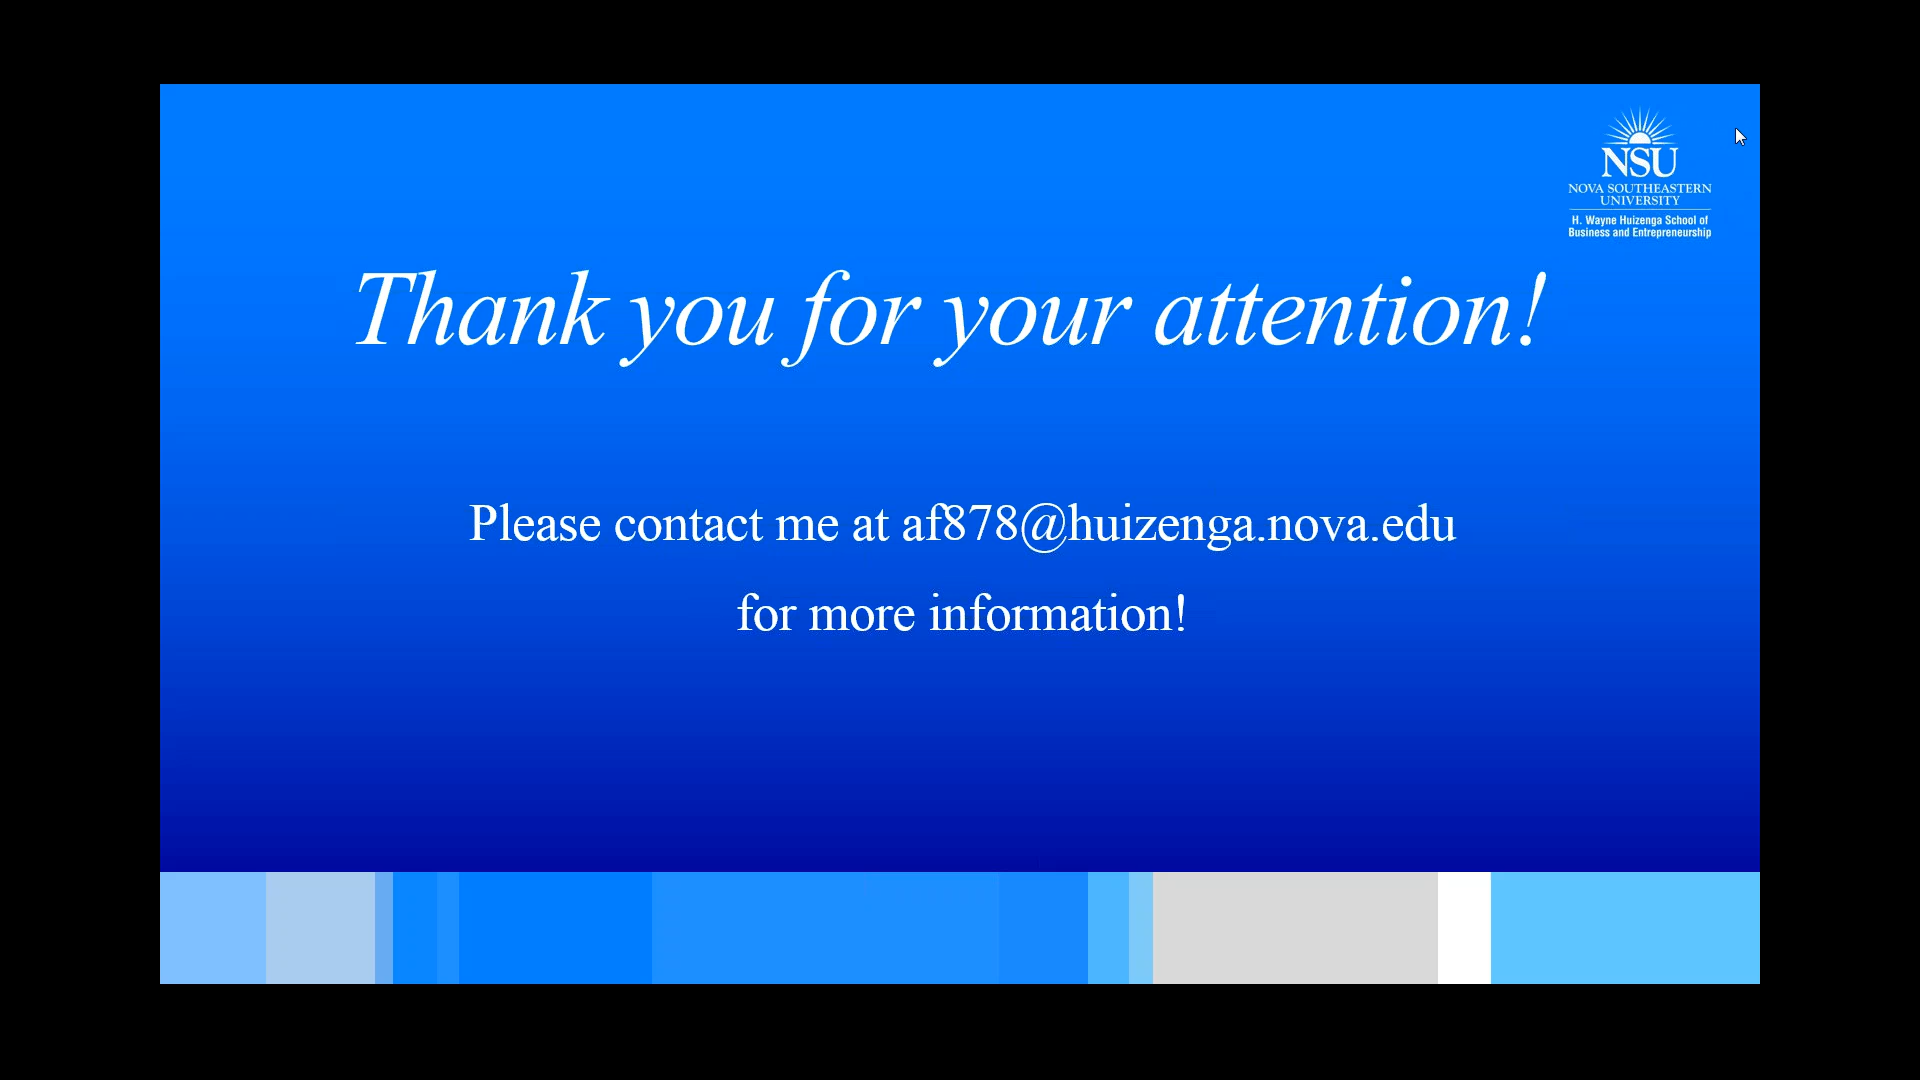 NSU
NOVA SOUTHEASTERN
UNIVERSITY
H. Wayne Huizenga School of
Business and Entrepreneurship
Thank you for your attention!
Please contact me at af878@huizenga.nova.edu
for more information!